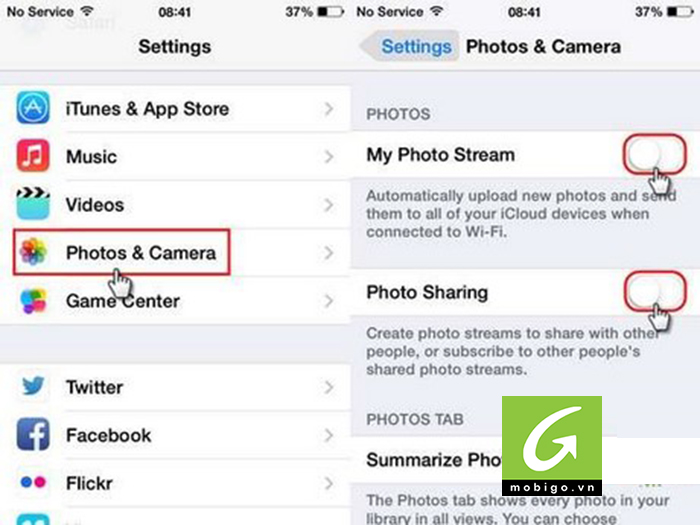 No Service 08:41 37%
Settings
iTunes & App Store
Music
Videos
Photos & Camera
Game Center
Twitter
Facebook
Flickr
No Service 08:41 37%
Settings Photos & Camera
PHOTOS
My Photo Stream
Automatically upload new photos and send
them to all of your iCloud devices when
connected to Wi-Fi.
Photo Sharing
Create photo streams to share with other
people, or subscribe to other people's
shared photo streams.
PHOTOS TAB
Summarize
The Photos tab shows every photo in your
library in all views. You can choose
mobigo.vn